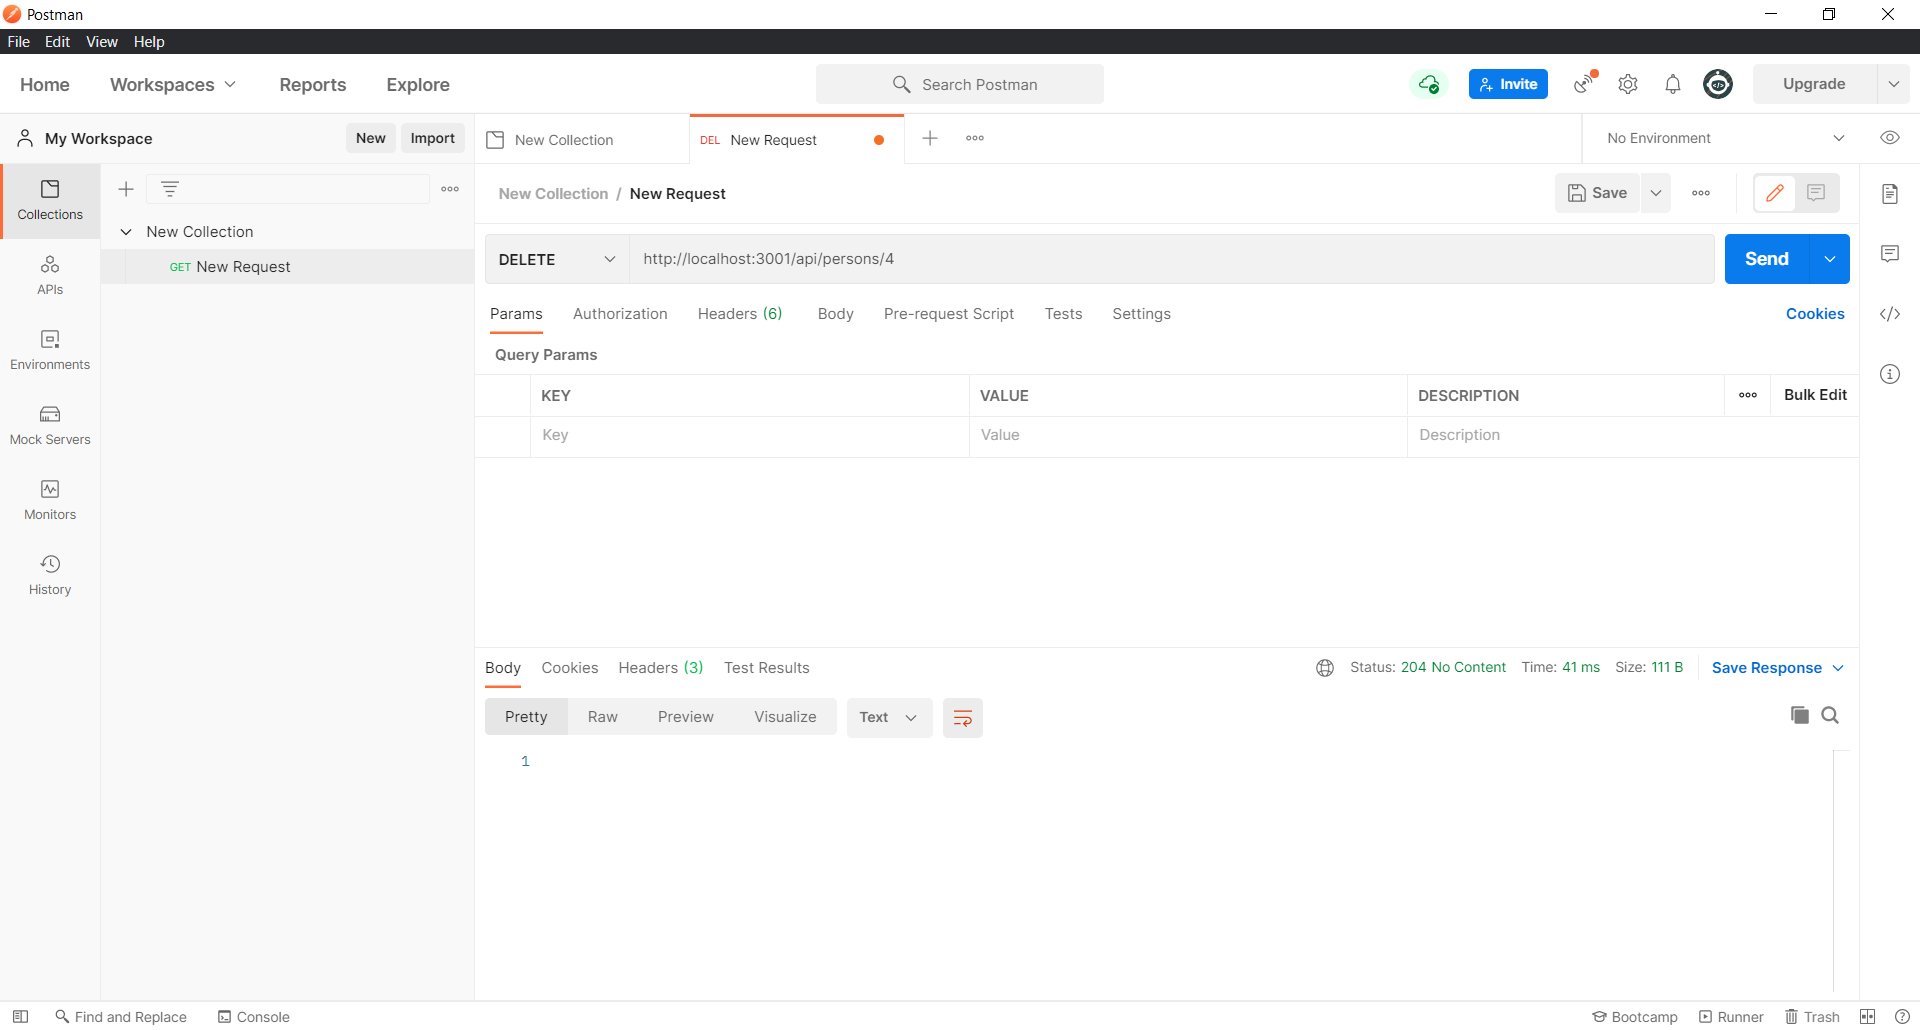 Postman
File Edit View Help
Home Workspaces Reports Explore Search Postman Invite Upgrade
My Workspace New Import New Collection DEL New Request No Environment
New Collection / New Request Save
Collections
New Collection
GET New Request
DELETE http://localhost:3001/api/persons/4 Send
APIs
Params Authorization Headers (6) Body Pre-request Script Tests Settings Cookies
Environments
Query Params
KEY VALUE DESCRIPTION Bulk Edit
Key Value Description
Mock Servers
Monitors
History
Body Cookies Headers (3) Test Results Status: 204 No Content Time: 41 ms Size: 111 B Save Response
Pretty Raw Preview Visualize Text
1
Find and Replace Console Bootcamp Runner Trash